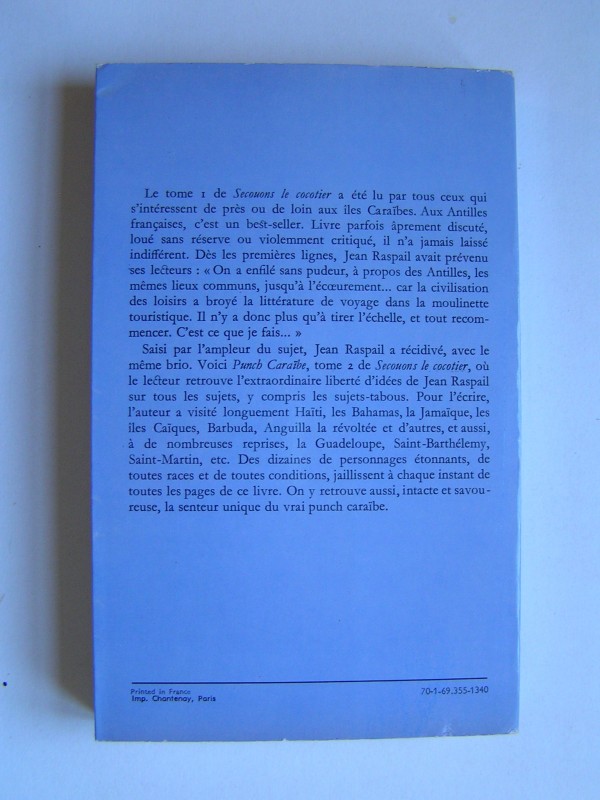 Le tome 1 de Secouons le cocotier a été lu par tous ceux qui
s'intéressent de près ou de loin aux îles Caraïbes. Aux Antilles
françaises, c'est un best-seller. Livre parfois âprement discuté,
loué sans réserve ou violemment critiqué, il n'a jamais laissé
indifférent. Dès les premières lignes, Jean Raspail avait prévenu
ses lecteurs : « On a enfilé sans pudeur, à propos des Antilles, les
mêmes lieux communs, jusqu'à l'écœurement... car la civilisation
des loisirs a broyé la littérature de voyage dans la moulinette
touristique. Il n'y a donc plus qu'à tirer l'échelle, et tout recom-
mencer. C'est ce que je fais... »
Saisi par l'ampleur du sujet, Jean Raspail a récidivé, avec le
même brio. Voici Punch Caraïbe, tome 2 de Secouons le cocotier, où
le lecteur retrouve l'extraordinaire liberté d'idées de Jean Raspail
sur tous les sujets, y compris les sujets-tabous. Pour l'écrire,
l'auteur a visité longuement Haïti, les Bahamas, la Jamaïque, les
îles Caïques, Barbuda, Anguilla la révoltée et d'autres, et aussi,
à de nombreuses reprises, la Guadeloupe, Saint-Barthélemy,
Saint-Martin, etc. Des dizaines de personnages étonnants, de
toutes races et de toutes conditions, jaillissent à chaque instant de
toutes les pages de ce livre. On y retrouve aussi, intacte et savou-
reuse, la senteur unique du vrai punch caraïbe.
Printed in France
Imp. Chantenay, Paris
70-1-69.355-1340